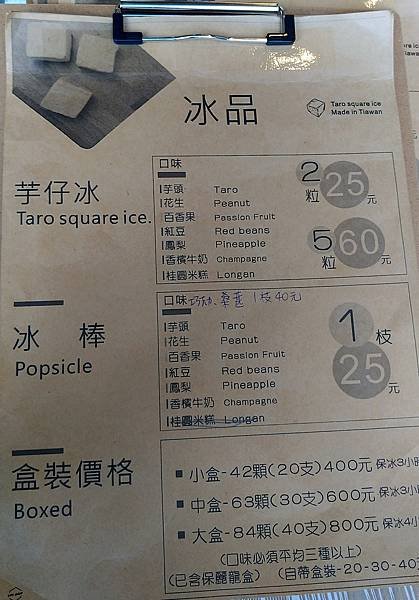 冰品
Taro square ice
Made in Tiawan
芋仔冰
Taro square ice.
口味
芋頭 Taro
花生 Peanut
百香果 Passion Fruit
紅豆 Red beans
鳳梨 Pineapple
香檳牛奶 Champagne
桂圓米糕 Longan
2粒 25元
5粒 60元
冰 棒
Popsicle
口味 1枝40元
芋頭 Taro
花生 Peanut
百香果 Passion Fruit
紅豆 Red beans
鳳梨 Pineapple
香檳牛奶 Champagne
桂圓米糕 Longan
1枝
25元
盒裝價格
Boxed
■ 小盒-42顆(20支)400元 保冰3小時
■ 中盒-63顆(30支)600元 保冰3小
■ 大盒-84顆(40支)800元 保冰4小
(口味必須平均三種以上)
(已含保麗龍盒) (自帶盒裝-20-30-40